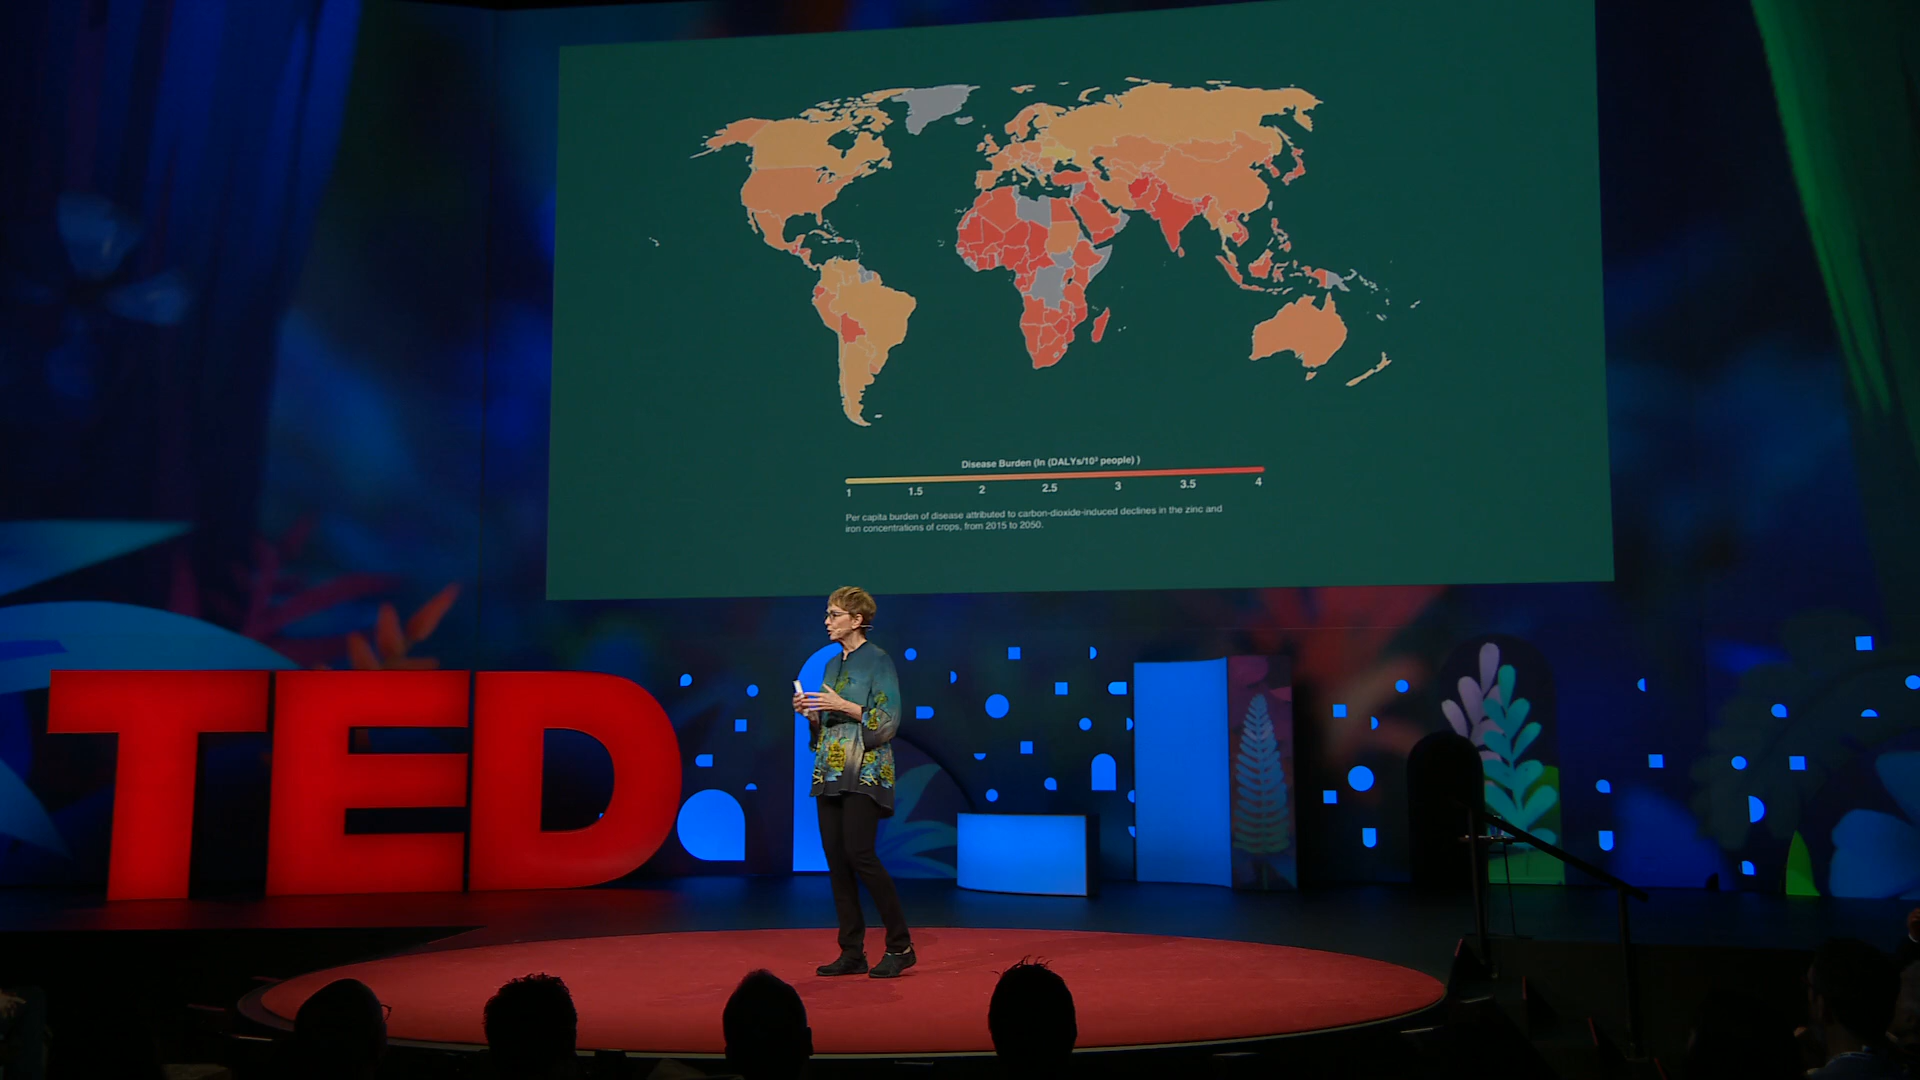 Disease Burden (ln (DALYs/10³ people) )
1 1.5 2 2.5 3 3.5 4
Per capita burden of disease attributed to carbon-dioxide-induced declines in the zinc and
iron concentrations of crops, from 2015 to 2050.
TED